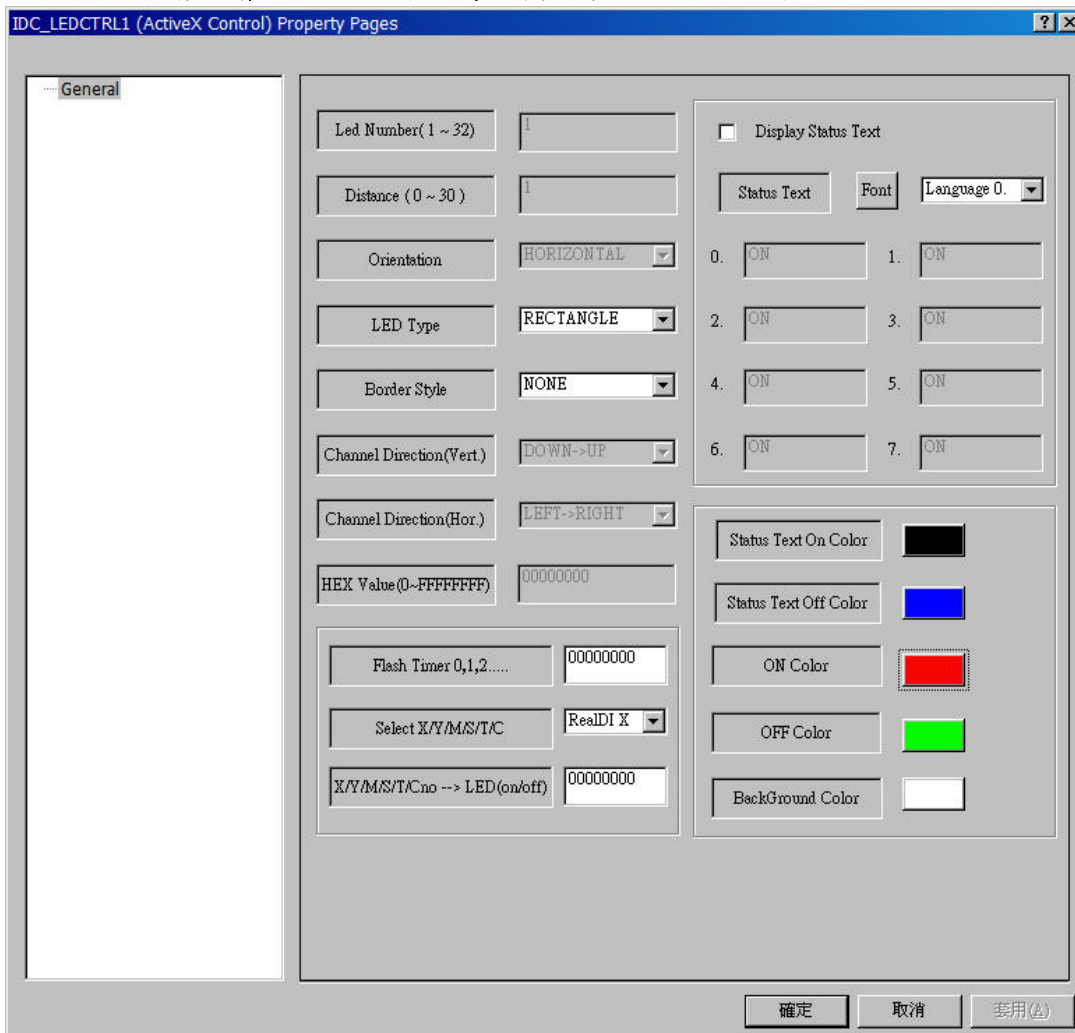 IDC_LEDCTRL1 (ActiveX Control) Property Pages
General
Led Number( 1 ~ 32)
1
Distance ( 0 ~ 30 )
1
Orientation
HORIZONTAL
LED Type
RECTANGLE
Border Style
NONE
Channel Direction(Vert.)
DOWN->UP
Channel Direction(Hor.)
LEFT->RIGHT
HEX Value(0~FFFFFFFF)
00000000
Flash Timer 0,1,2.....
00000000
Select X/Y/M/S/T/C
RealDI X
X/Y/M/S/T/Cno --> LED(on/off)
00000000
Display Status Text
Status Text
Font
Language 0.
0. ON 1. ON
2. ON 3. ON
4. ON 5. ON
6. ON 7. ON
Status Text On Color
Status Text Off Color
ON Color
OFF Color
BackGround Color
確定
取消
套用(A)